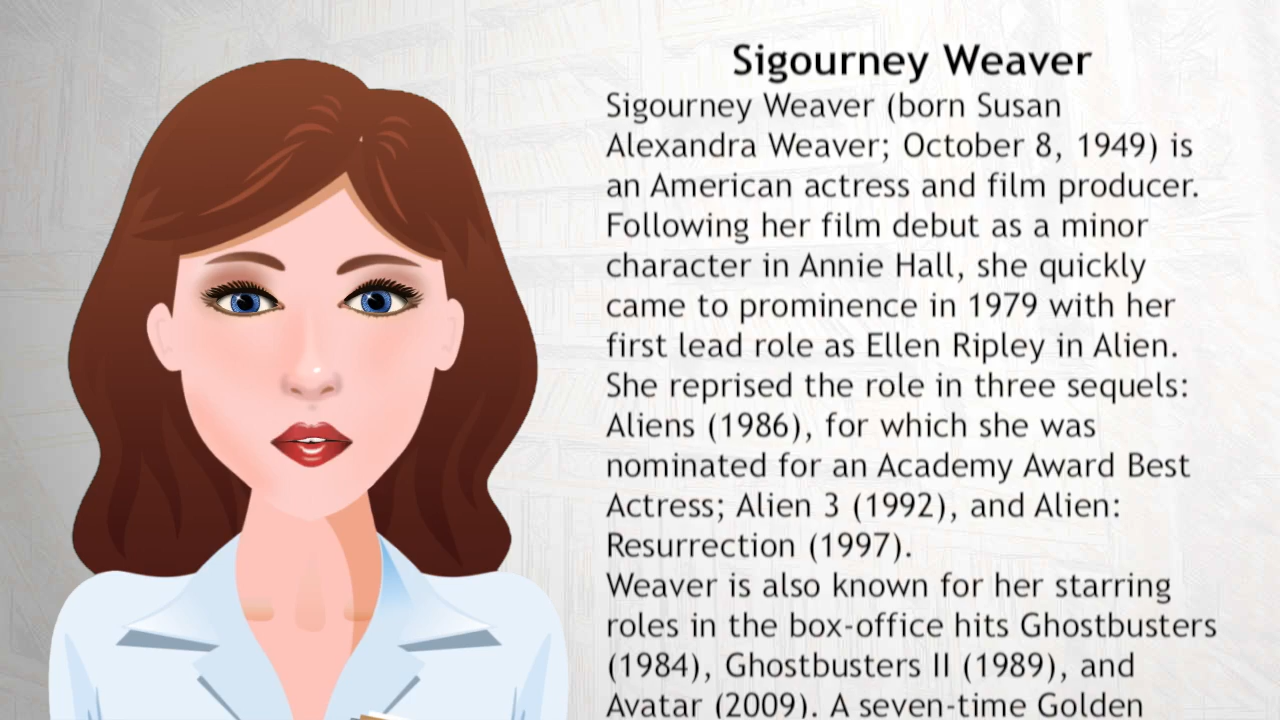 Sigourney Weaver
Sigourney Weaver (born Susan
Alexandra Weaver; October 8, 1949) is
an American actress and film producer.
Following her film debut as a minor
character in Annie Hall, she quickly
came to prominence in 1979 with her
first lead role as Ellen Ripley in Alien.
She reprised the role in three sequels:
Aliens (1986), for which she was
nominated for an Academy Award Best
Actress; Alien 3 (1992), and Alien:
Resurrection (1997).
Weaver is also known for her starring
roles in the box-office hits Ghostbusters
(1984), Ghostbusters II (1989), and
Avatar (2009). A seven-time Golden